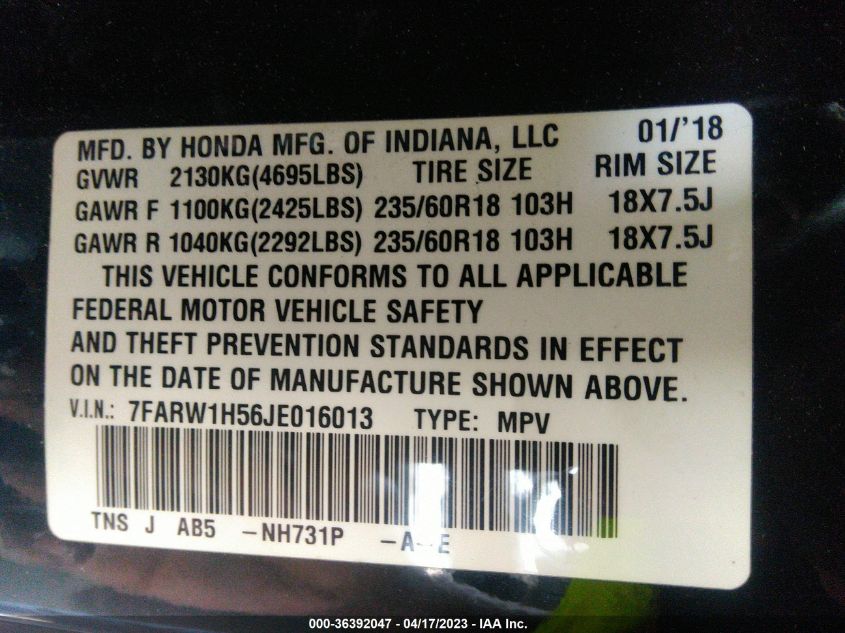 MFD. BY HONDA MFG. OF INDIANA, LLC 01/'18
GVWR 2130KG(4695LBS) TIRE SIZE RIM SIZE
GAWR F 1100KG(2425LBS) 235/60R18 103H 18X7.5J
GAWR R 1040KG(2292LBS) 235/60R18 103H 18X7.5J
THIS VEHICLE CONFORMS TO ALL APPLICABLE
FEDERAL MOTOR VEHICLE SAFETY
AND THEFT PREVENTION STANDARDS IN EFFECT
ON THE DATE OF MANUFACTURE SHOWN ABOVE.
V.I.N.: 7FARW1H56JE016013 TYPE: MPV
TNS J AB5 -NH731P -A-E
000-36392047 - 04/17/2023 - IAA Inc.